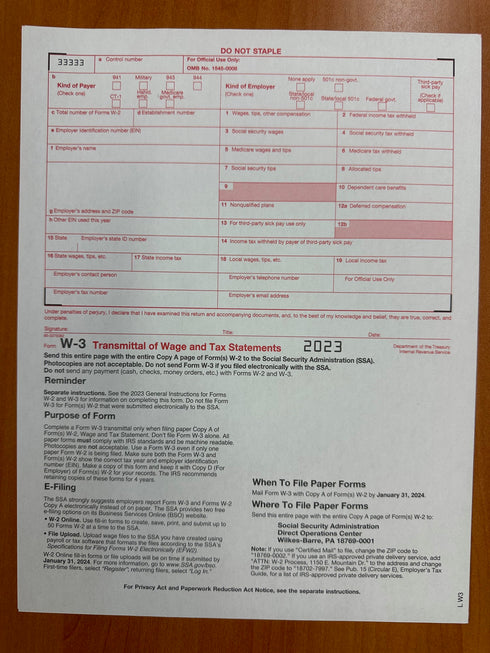 DO NOT STAPLE
33333
a Control number
For Official Use Only:
OMB No. 1545-0008
b
Kind of Payer
(Check one)
941 Military 943 944
CT-1 Hshld. emp. Medicare govt. emp.
Kind of Employer
(Check one)
None apply 501c non-govt.
State/local non-501c State/local 501c Federal govt.
Third-party
sick pay
(Check if
applicable)
c Total number of Forms W-2
d Establishment number
1 Wages, tips, other compensation
2 Federal income tax withheld
e Employer identification number (EIN)
3 Social security wages
4 Social security tax withheld
f Employer's name
5 Medicare wages and tips
6 Medicare tax withheld
7 Social security tips
8 Allocated tips
9
10 Dependent care benefits
11 Nonqualified plans
12a Deferred compensation
g Employer's address and ZIP code
h Other EIN used this year
13 For third-party sick pay use only
12b
15 State Employer's state ID number
14 Income tax withheld by payer of third-party sick pay
16 State wages, tips, etc.
17 State income tax
18 Local wages, tips, etc.
19 Local income tax
Employer's contact person
Employer's telephone number
For Official Use Only
Employer's fax number
Employer's email address
Under penalties of perjury, I declare that I have examined this return and accompanying documents, and, to the best of my knowledge and belief, they are true, correct, and
complete.
Signature:
Title:
Date:
Form W-3 Transmittal of Wage and Tax Statements 2023
Department of the Treasury
Internal Revenue Service
Send this entire page with the entire Copy A page of Form(s) W-2 to the Social Security Administration (SSA).
Photocopies are not acceptable. Do not send Form W-3 if you filed electronically with the SSA.
Do not send any payment (cash, checks, money orders, etc.) with Forms W-2 and W-3.
Reminder
Separate instructions. See the 2023 General Instructions for Forms
W-2 and W-3 for information on completing this form. Do not file Form
W-3 for Form(s) W-2 that were submitted electronically to the SSA.
Purpose of Form
Complete a Form W-3 transmittal only when filing paper Copy A of
Form(s) W-2, Wage and Tax Statement. Don't file Form W-3 alone. All
paper forms must comply with IRS standards and be machine readable.
Photocopies are not acceptable. Use a Form W-3 even if only one
paper Form W-2 is being filed. Make sure both the Form W-3 and
Form(s) W-2 show the correct tax year and employer identification
number (EIN). Make a copy of this form and keep it with Copy D (For
Employer) of Form(s) W-2 for your records. The IRS recommends
retaining copies of these forms for 4 years.
E-Filing
The SSA strongly suggests employers report Form W-3 and Forms W-2
Copy A electronically instead of on paper. The SSA provides two free
e-filing options on its Business Services Online (BSO) website.
• W-2 Online. Use fill-in forms to create, save, print, and submit up to
50 Forms W-2 at a time to the SSA.
• File Upload. Upload wage files to the SSA you have created using
payroll or tax software that formats the files according to the SSA's
Specifications for Filing Forms W-2 Electronically (EFW2).
W-2 Online fill-in forms or file uploads will be on time if submitted by
January 31, 2024. For more information, go to www.SSA.gov/bso.
First-time filers, select "Register"; returning filers, select "Log In."
When To File Paper Forms
Mail Form W-3 with Copy A of Form(s) W-2 by January 31, 2024.
Where To File Paper Forms
Send this entire page with the entire Copy A page of Form(s) W-2 to:
Social Security Administration
Direct Operations Center
Wilkes-Barre, PA 18769-0001
Note: If you use "Certified Mail" to file, change the ZIP code to
"18769-0002." If you use an IRS-approved private delivery service, add
"ATTN: W-2 Process, 1150 E. Mountain Dr." to the address and change
the ZIP code to "18702-7997." See Pub. 15 (Circular E), Employer's Tax
Guide, for a list of IRS-approved private delivery services.
For Privacy Act and Paperwork Reduction Act Notice, see the separate instructions.
L W3